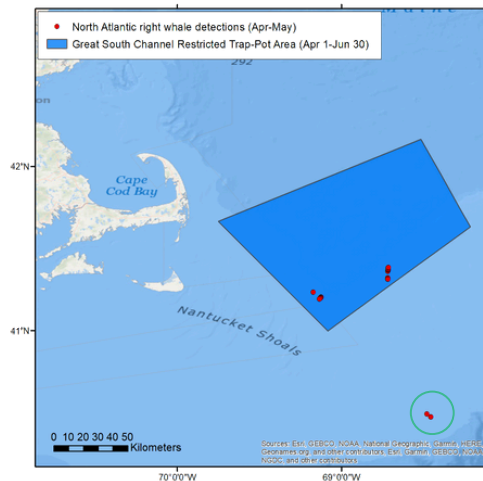 North Atlantic right whale detections (Apr-May)
Great South Channel Restricted Trap-Pot Area (Apr 1-Jun 30)
292
ton
42°N
Cape
Cod Bay
Nantucket Shoals
41°N
0 10 20 30 40 50
Kilometers
Sources: Esri, GEBCO, NOAA, National Geographic, Garmin, HERE,
Geonames.org, and other contributors, Esri, Garmin, GEBCO, NOAA
NGDC, and other contributors
70°0'0"W
69°0'0"W